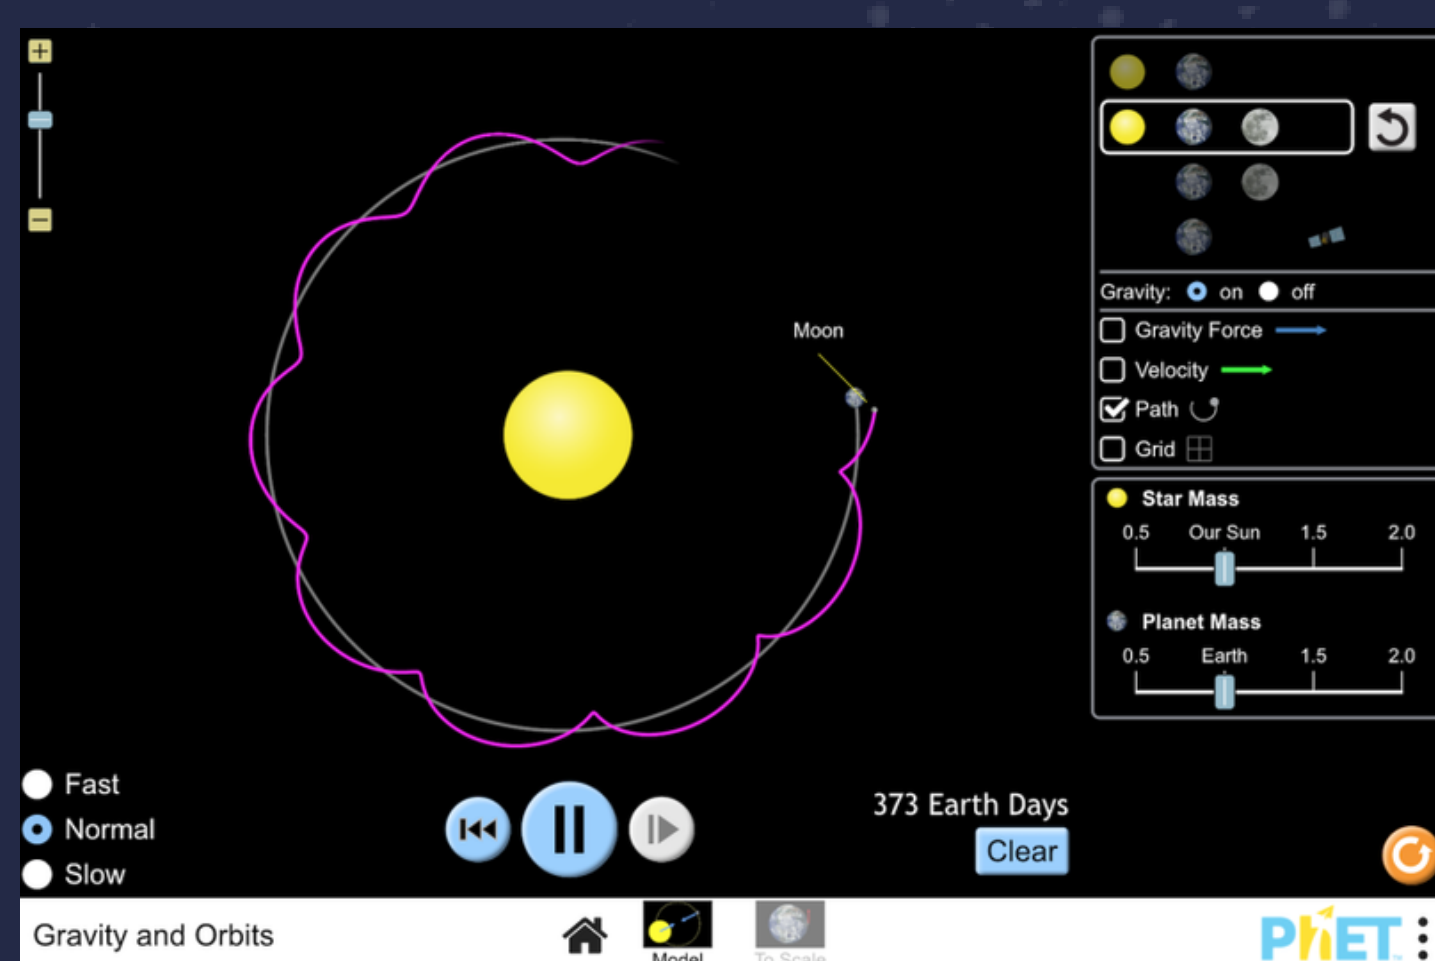 Moon
Gravity: on off
Gravity Force
Velocity
Path
Grid
Star Mass
0.5 Our Sun 1.5 2.0
Planet Mass
0.5 Earth 1.5 2.0
Fast
Normal
Slow
373 Earth Days
Clear
Gravity and Orbits
Model
To Scale
PhET